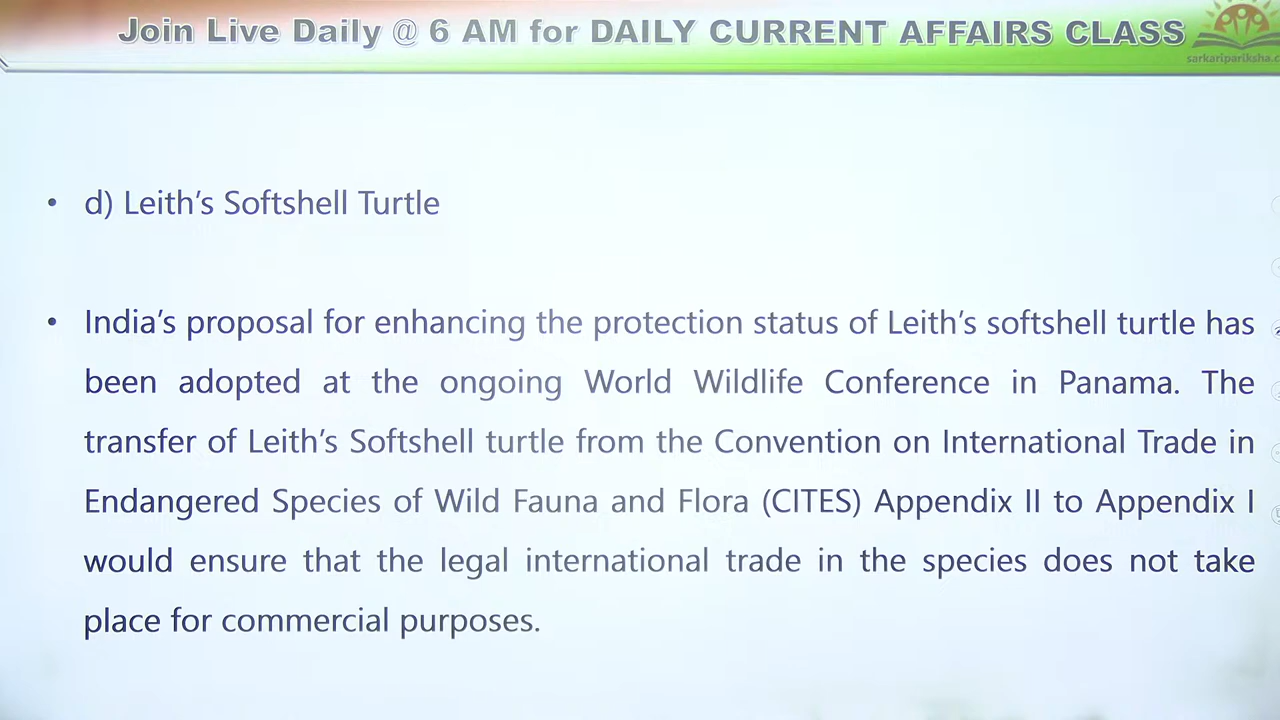 Join Live Daily @ 6 AM for DAILY CURRENT AFFAIRS CLASS
sarkaripariksha.c
• d) Leith’s Softshell Turtle
• India’s proposal for enhancing the protection status of Leith’s softshell turtle has
been adopted at the ongoing World Wildlife Conference in Panama. The
transfer of Leith’s Softshell turtle from the Convention on International Trade in
Endangered Species of Wild Fauna and Flora (CITES) Appendix II to Appendix I
would ensure that the legal international trade in the species does not take
place for commercial purposes.